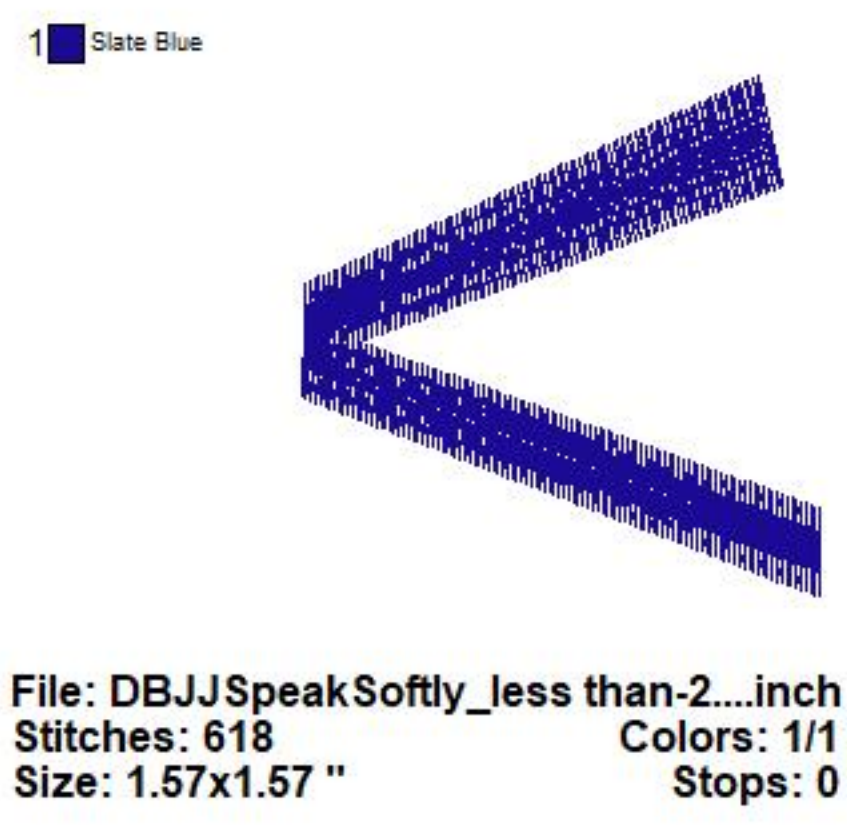 1 Slate Blue
File: DBJJSpeakSoftly_less than-2....inch
Stitches: 618 Colors: 1/1
Size: 1.57x1.57 " Stops: 0